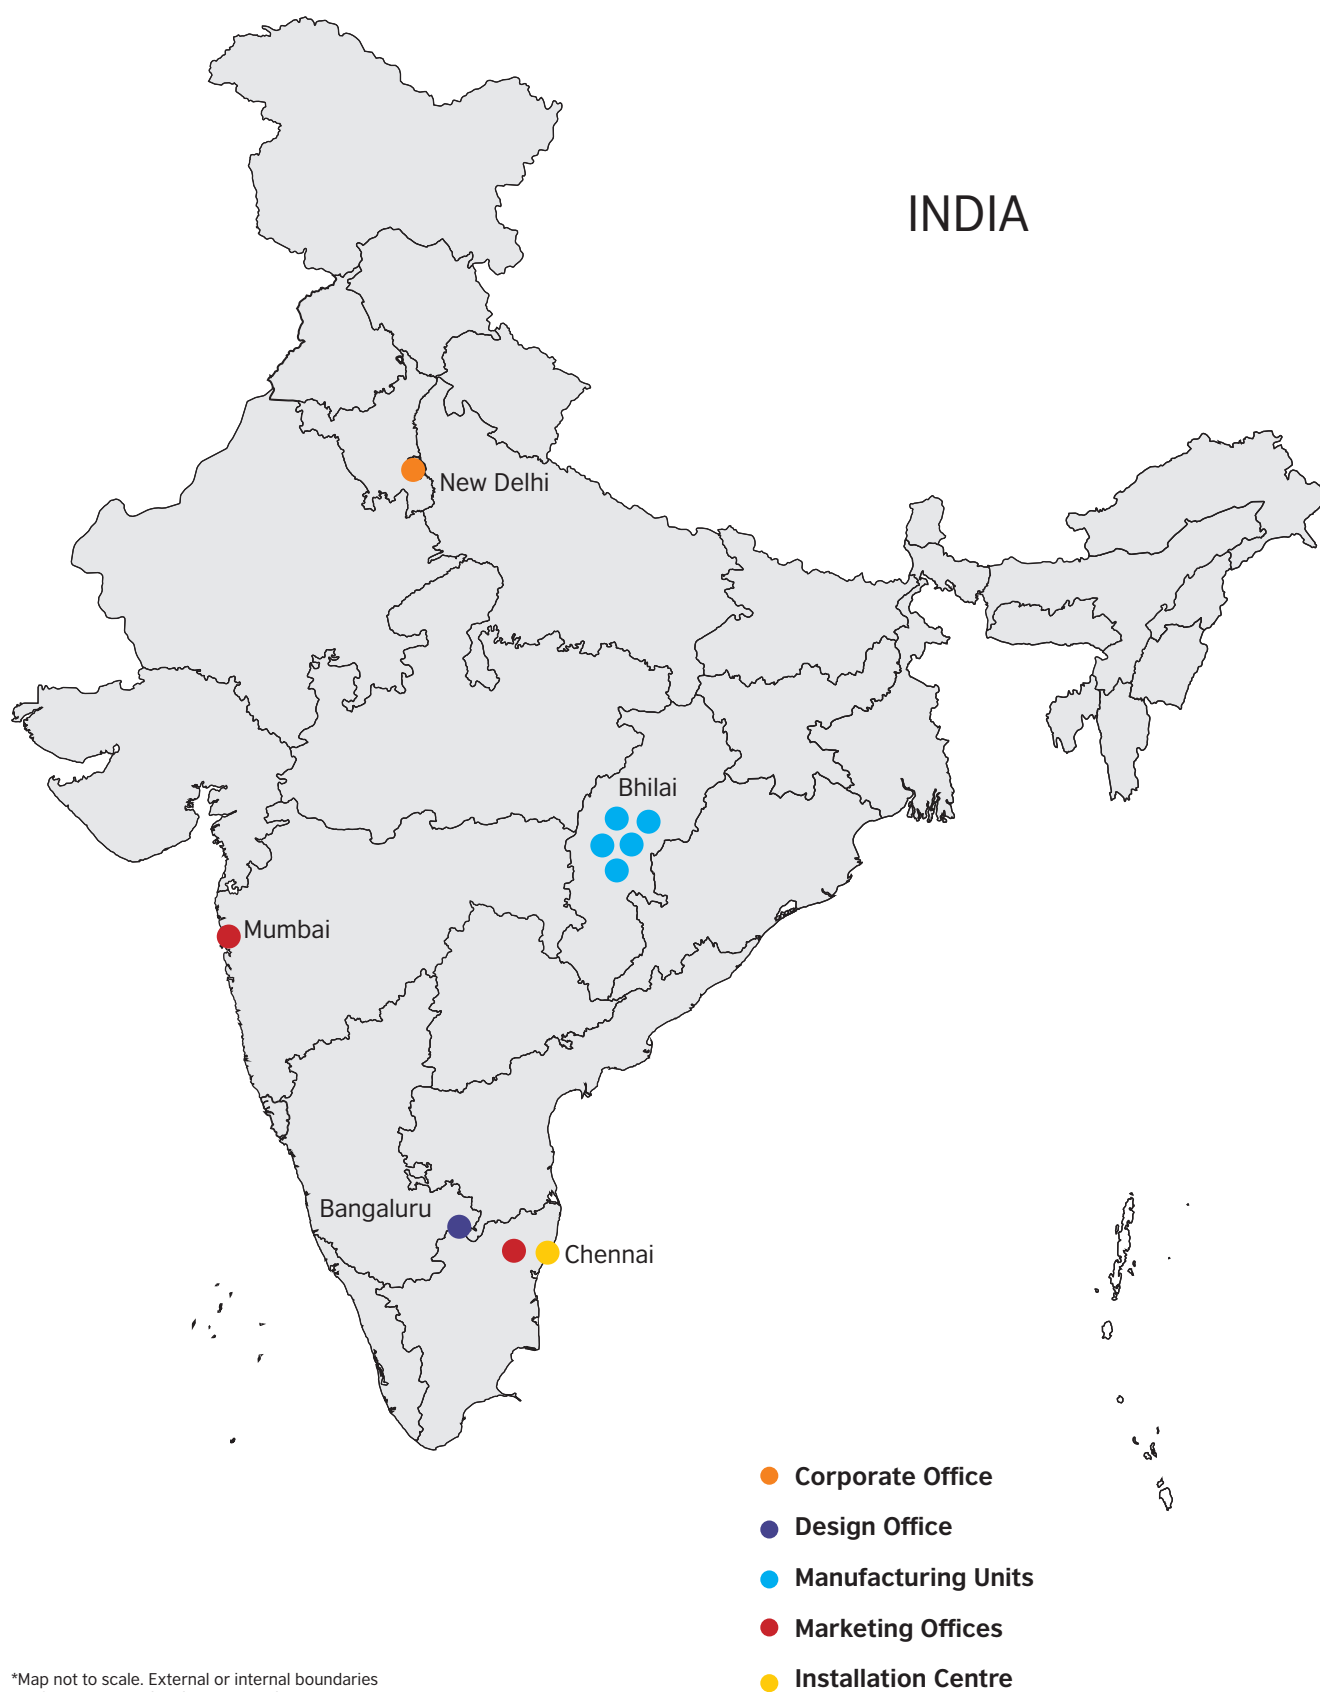 INDIA
New Delhi
Bhilai
Mumbai
Bangaluru
Chennai
Corporate Office
Design Office
Manufacturing Units
Marketing Offices
Installation Centre
*Map not to scale. External or internal boundaries